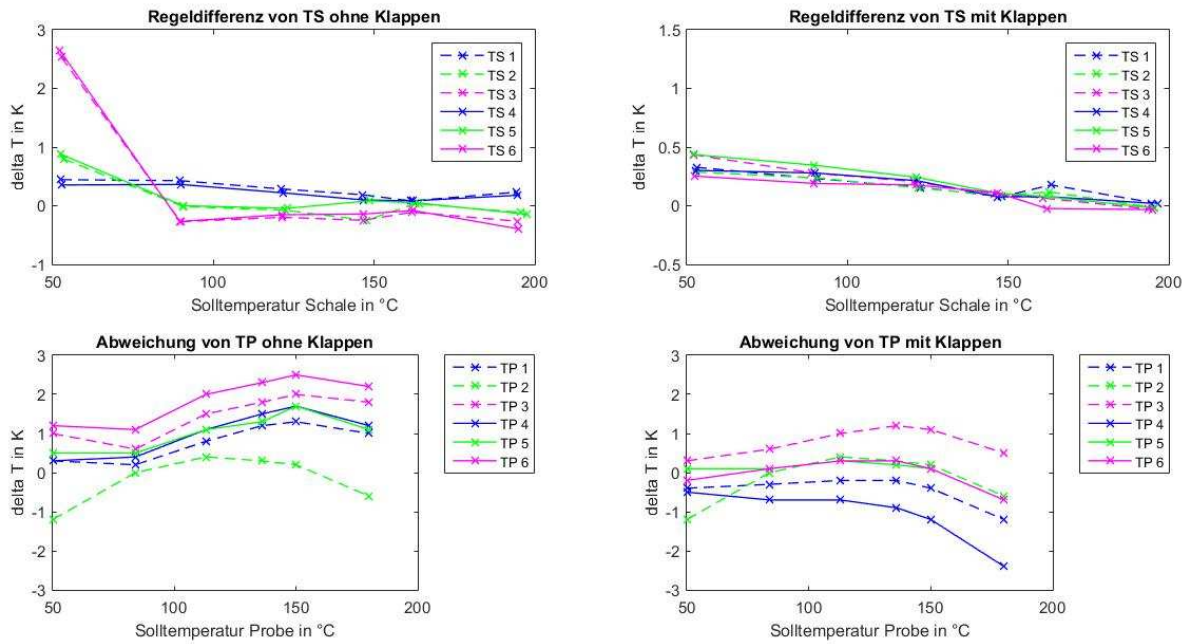 Regeldifferenz von TS ohne Klappen
3
2
1
0
-1
delta T in K
50
100
150
200
Solltemperatur Schale in °C
TS 1
TS 2
TS 3
TS 4
TS 5
TS 6
Regeldifferenz von TS mit Klappen
1.5
1
0.5
0
-0.5
delta T in K
50
100
150
200
Solltemperatur Schale in °C
TS 1
TS 2
TS 3
TS 4
TS 5
TS 6
Abweichung von TP ohne Klappen
3
2
1
0
-1
-2
-3
delta T in K
50
100
150
200
Solltemperatur Probe in °C
TP 1
TP 2
TP 3
TP 4
TP 5
TP 6
Abweichung von TP mit Klappen
3
2
1
0
-1
-2
-3
delta T in K
50
100
150
200
Solltemperatur Probe in °C
TP 1
TP 2
TP 3
TP 4
TP 5
TP 6